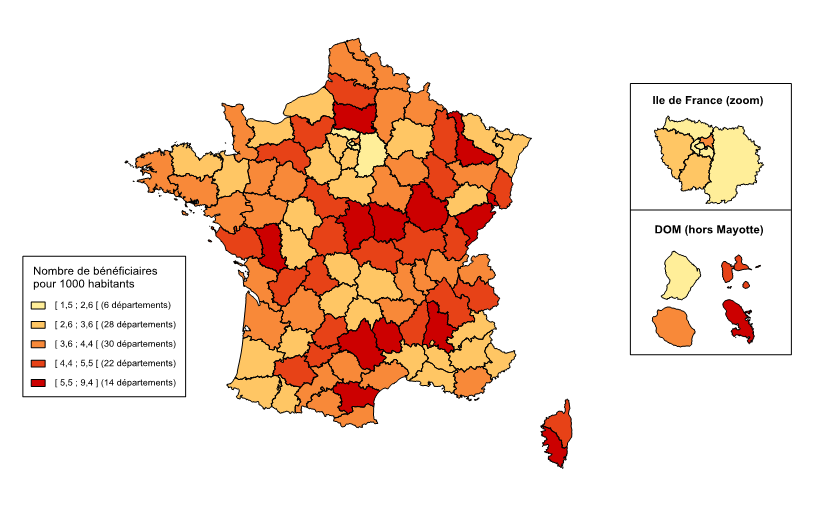 Ile de France (zoom)
DOM (hors Mayotte)
Nombre de bénéficiaires
pour 1000 habitants
[ 1,5 ; 2,6 [ (6 départements)
[ 2,6 ; 3,6 [ (28 départements)
[ 3,6 ; 4,4 [ (30 départements)
[ 4,4 ; 5,5 [ (22 départements)
[ 5,5 ; 9,4 ] (14 départements)